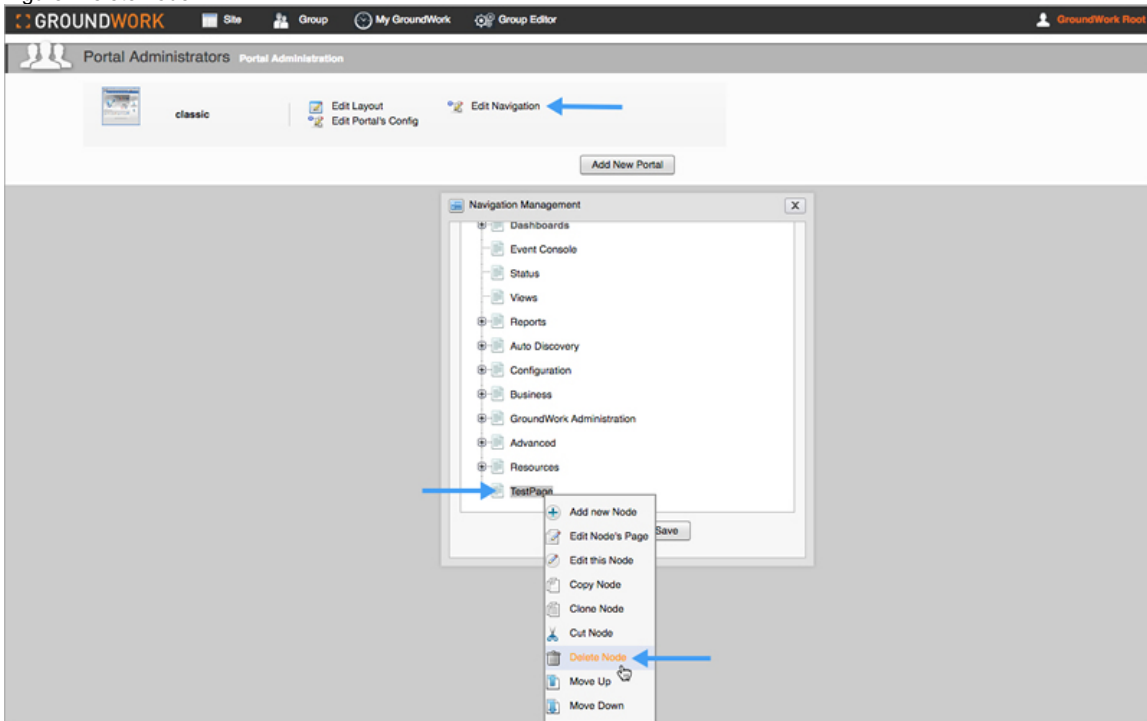 GROUNDWORK Site Group My GroundWork Group Editor GroundWork Root
Portal Administrators Portal Administration
classic
Edit Layout Edit Navigation
Edit Portal's Config
Add New Portal
Navigation Management X
Dashboards
Event Console
Status
Views
Reports
Auto Discovery
Configuration
Business
GroundWork Administration
Advanced
Resources
TestPage
Add new Node
Edit Node's Page Save
Edit this Node
Copy Node
Clone Node
Cut Node
Delete Node
Move Up
Move Down